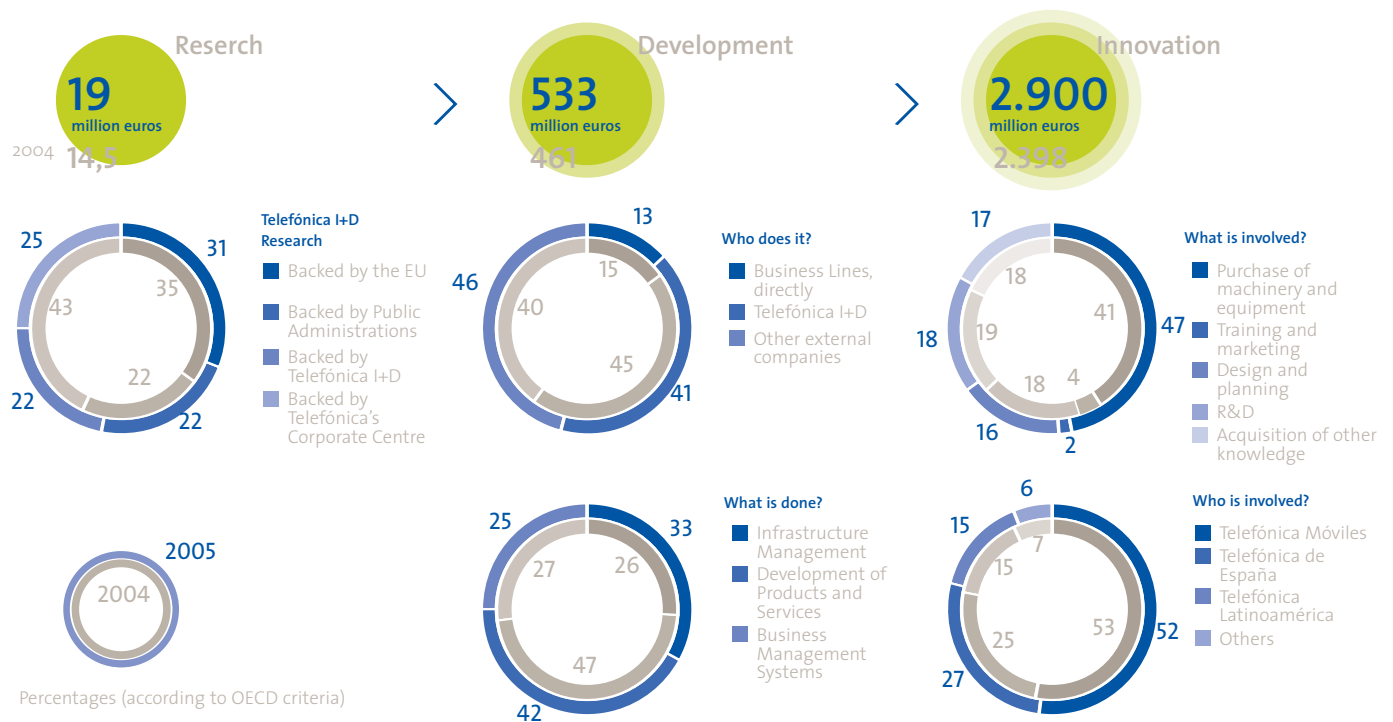 Reserch
19
million euros
2004 14,5
Development
533
million euros
461
Innovation
2.900
million euros
2.398
25
31
43
35
22
22
22
Telefónica I+D
Research
Backed by the EU
Backed by Public
Administrations
Backed by
Telefónica I+D
Backed by
Telefónica's
Corporate Centre
13
46
15
40
45
41
Who does it?
Business Lines,
directly
Telefónica I+D
Other external
companies
17
18
41
47
18
19
18
4
16
2
What is involved?
Purchase of
machinery and
equipment
Training and
marketing
Design and
planning
R&D
Acquisition of other
knowledge
2005
2004
Percentages (according to OECD criteria)
25
33
27
26
47
42
What is done?
Infrastructure
Management
Development of
Products and
Services
Business
Management
Systems
6
15
7
15
25
53
52
27
Who is involved?
Telefónica Móviles
Telefónica de
España
Telefónica
Latinoamérica
Others